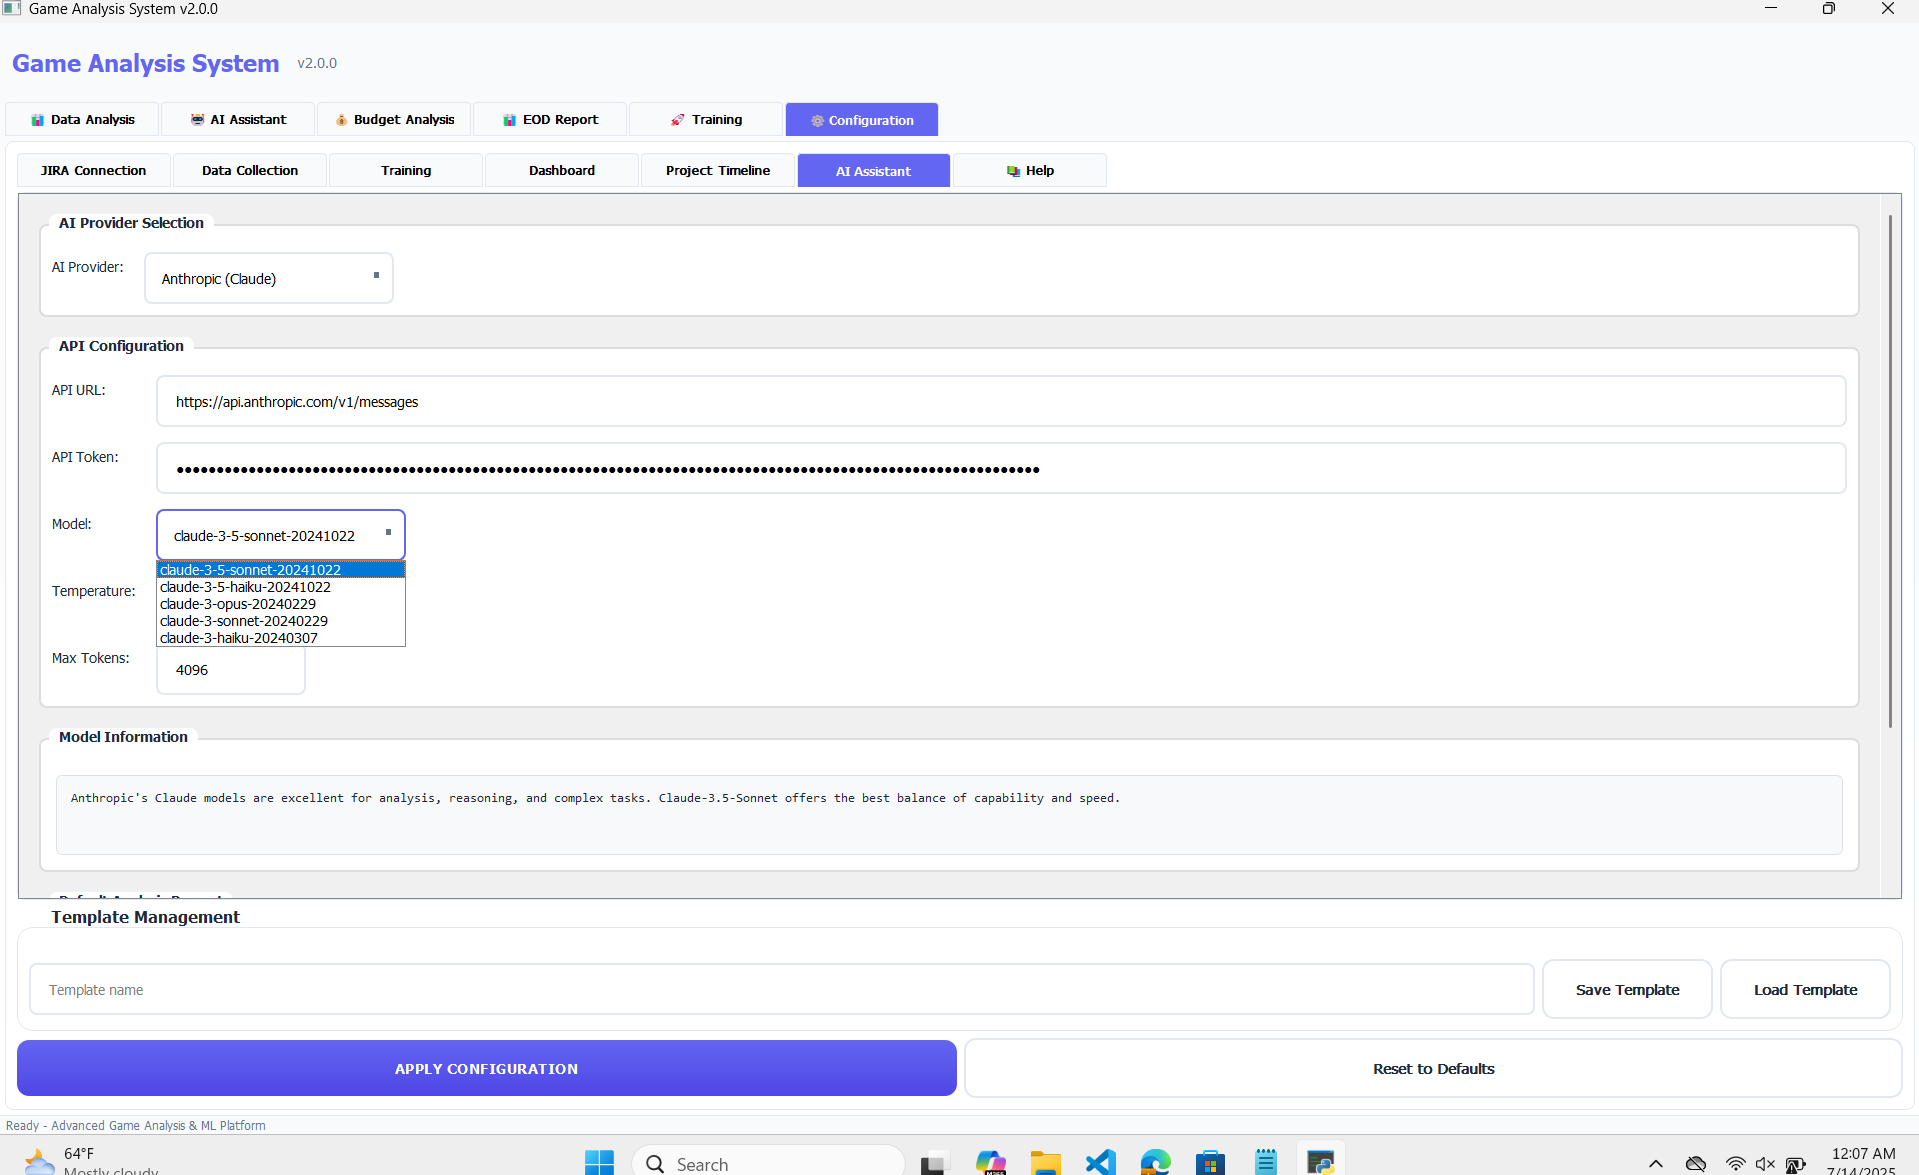 Game Analysis System v2.0.0
Game Analysis System v2.0.0
Data Analysis
AI Assistant
Budget Analysis
EOD Report
Training
Configuration
JIRA Connection
Data Collection
Training
Dashboard
Project Timeline
AI Assistant
Help
AI Provider Selection
AI Provider:
Anthropic (Claude)
API Configuration
API URL:
https://api.anthropic.com/v1/messages
API Token:
Model:
claude-3-5-sonnet-20241022
claude-3-5-sonnet-20241022
claude-3-5-haiku-20241022
claude-3-opus-20240229
claude-3-sonnet-20240229
claude-3-haiku-20240307
Temperature:
Max Tokens:
4096
Model Information
Anthropic's Claude models are excellent for analysis, reasoning, and complex tasks. Claude-3.5-Sonnet offers the best balance of capability and speed.
Template Management
Template name
Save Template
Load Template
APPLY CONFIGURATION
Reset to Defaults
Ready - Advanced Game Analysis & ML Platform
64°F
Mostly cloudy
Search
12:07 AM
7/14/2025